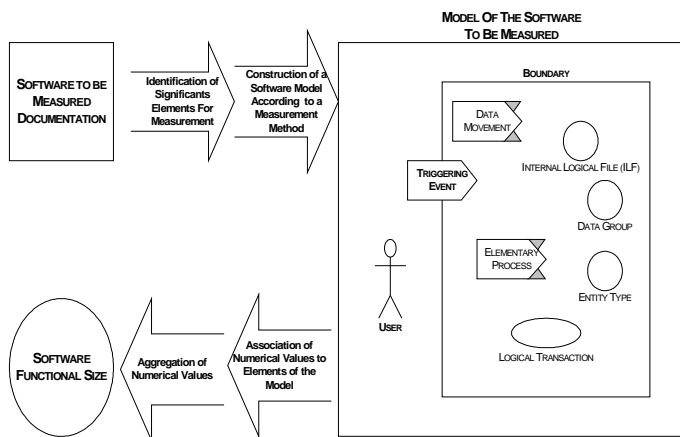 MODEL OF THE SOFTWARE
TO BE MEASURED
SOFTWARE TO BE
MEASURED
DOCUMENTATION
Identification of
Significants
Elements For
Measurement
Construction of a
Software Model
According to a
Measurement
Method
BOUNDARY
DATA
MOVEMENT
INTERNAL LOGICAL FILE (ILF)
TRIGGERING
EVENT
DATA GROUP
ELEMENTARY
PROCESS
ENTITY TYPE
USER
LOGICAL TRANSACTION
SOFTWARE
FUNCTIONAL SIZE
Aggregation of
Numerical Values
Association of
Numerical Values to
Elements of the
Model